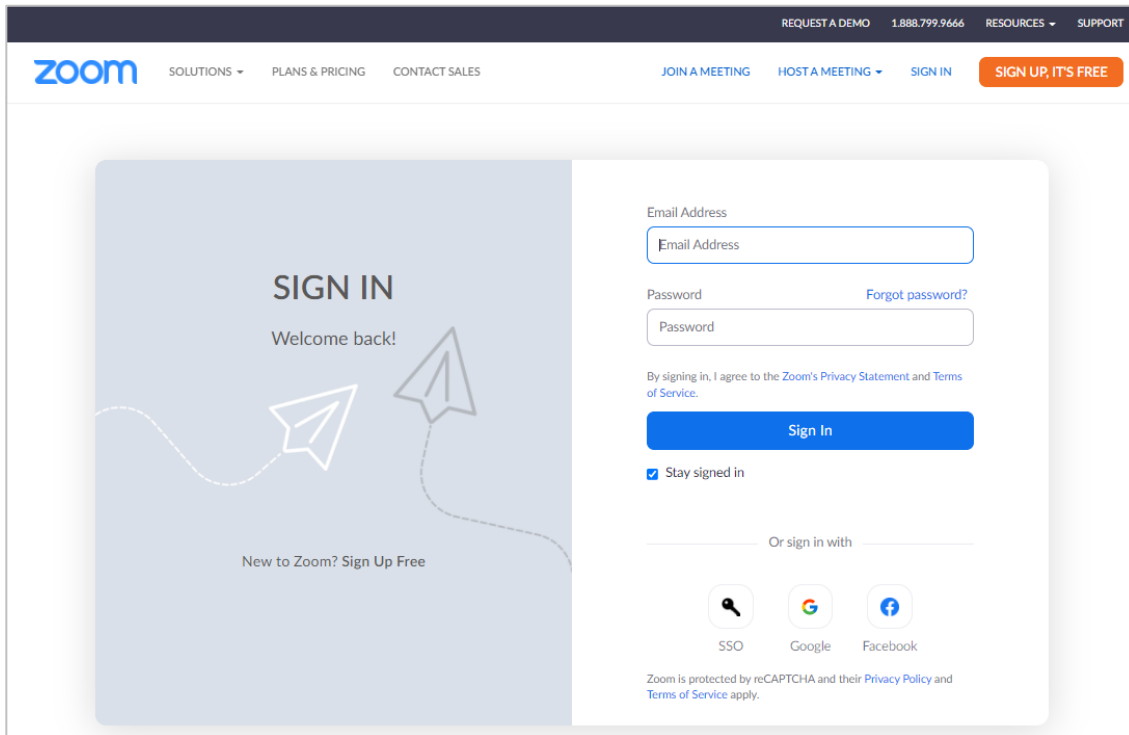 REQUEST A DEMO 1.888.799.9666 RESOURCES SUPPORT
zoom SOLUTIONS PLANS & PRICING CONTACT SALES JOIN A MEETING HOST A MEETING SIGN IN SIGN UP, IT'S FREE
SIGN IN
Welcome back!
New to Zoom? Sign Up Free
Email Address
Email Address
Password Forgot password?
Password
By signing in, I agree to the Zoom's Privacy Statement and Terms
of Service.
Sign In
Stay signed in
Or sign in with
SSO Google Facebook
Zoom is protected by reCAPTCHA and their Privacy Policy and
Terms of Service apply.